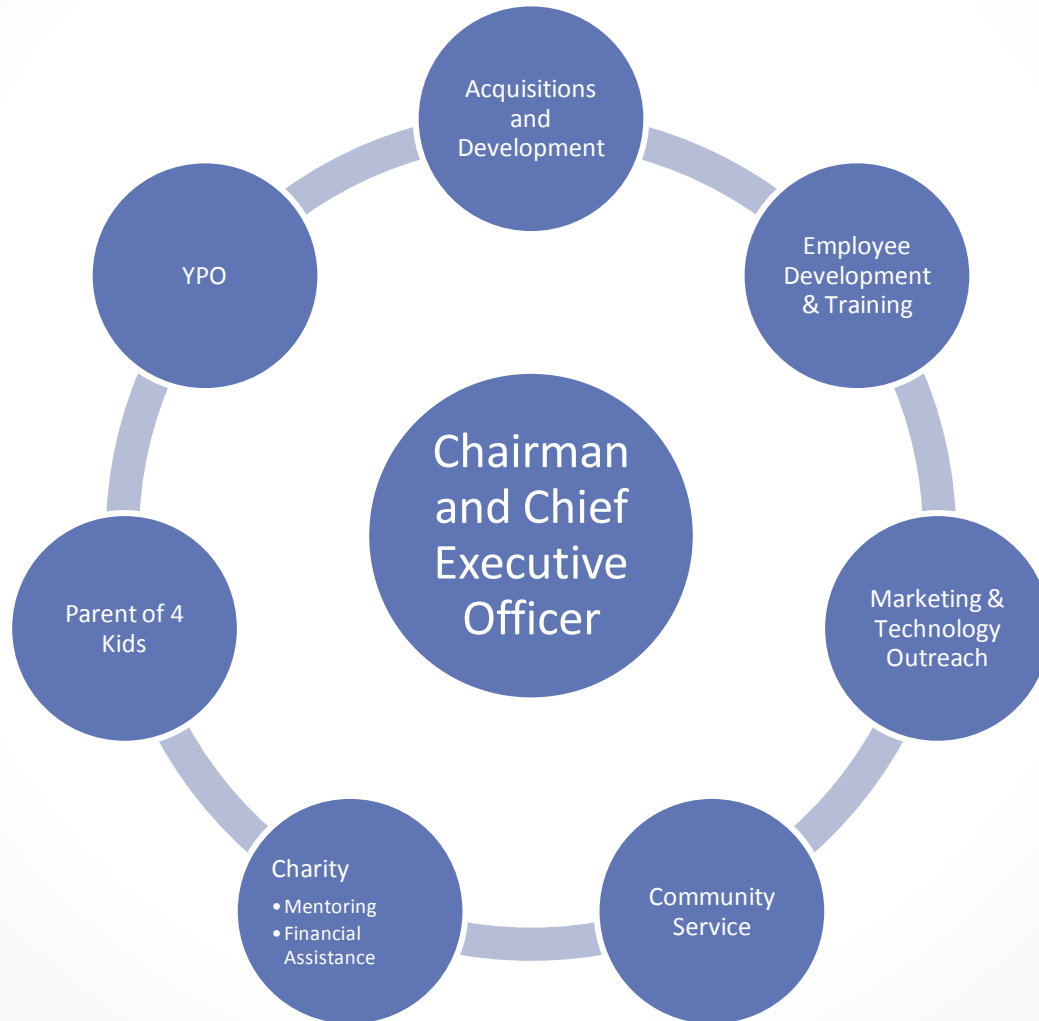 Acquisitions
and
Development
Employee
Development
& Training
Marketing &
Technology
Outreach
Community
Service
Charity
• Mentoring
• Financial
Assistance
Parent of 4
Kids
YPO
Chairman
and Chief
Executive
Officer